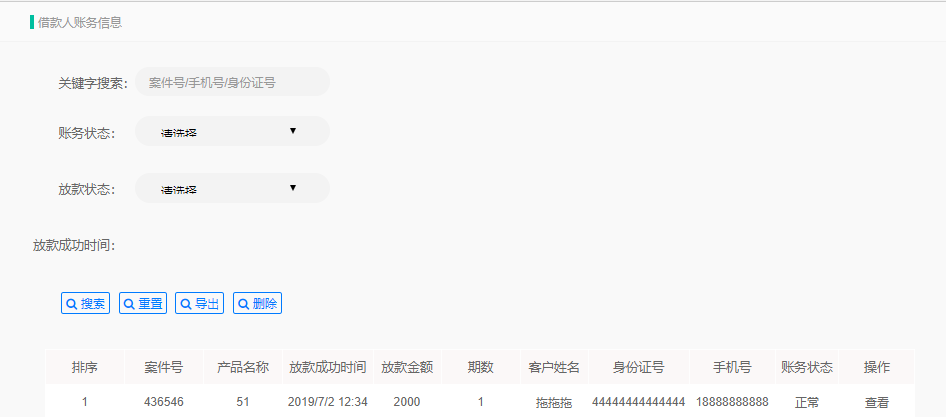 借款人账务信息
关键字搜索: 案件号/手机号/身份证号
账务状态: 请选择
放款状态: 请选择
放款成功时间:
搜索 重置 导出 删除
排序 案件号 产品名称 放款成功时间 放款金额 期数 客户姓名 身份证号 手机号 账务状态 操作
1 436546 51 2019/7/2 12:34 2000 1 拖拖拖 44444444444444 18888888888 正常 查看